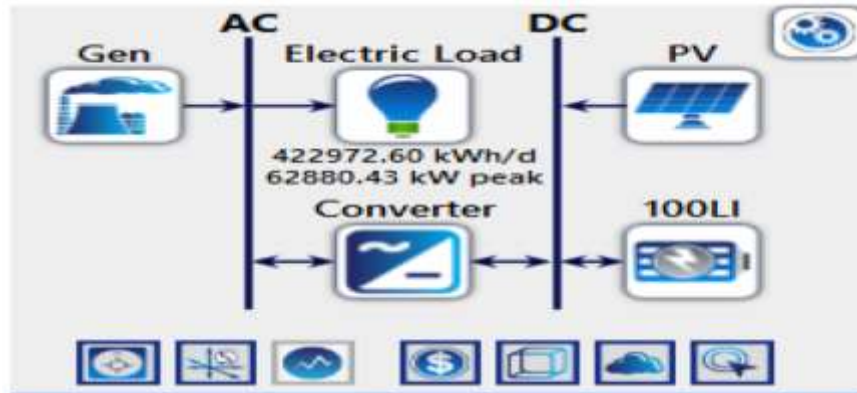 AC DC
Gen Electric Load PV
422972.60 kWh/d
62880.43 kW peak
Converter 100LI